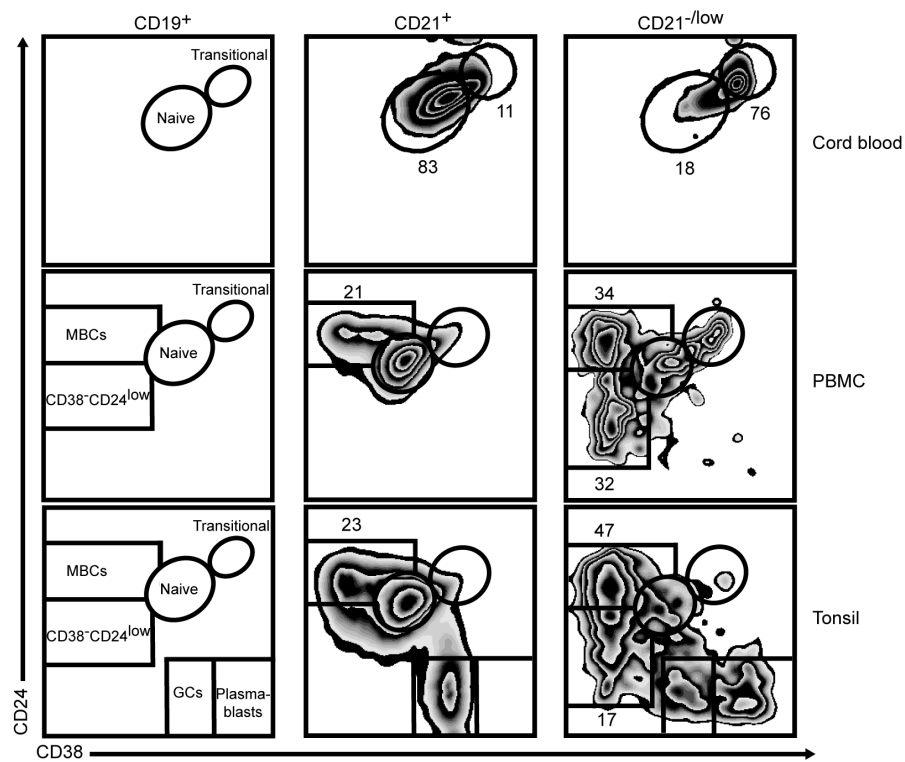 CD19+
CD21+
CD21-/low
Transitional
Naive
11
83
76
18
Cord blood
Transitional
MBCs
Naive
CD38-CD24low
21
34
32
PBMC
Transitional
MBCs
Naive
CD38-CD24low
GCs
Plasma-
blasts
23
47
17
Tonsil
CD24
CD38